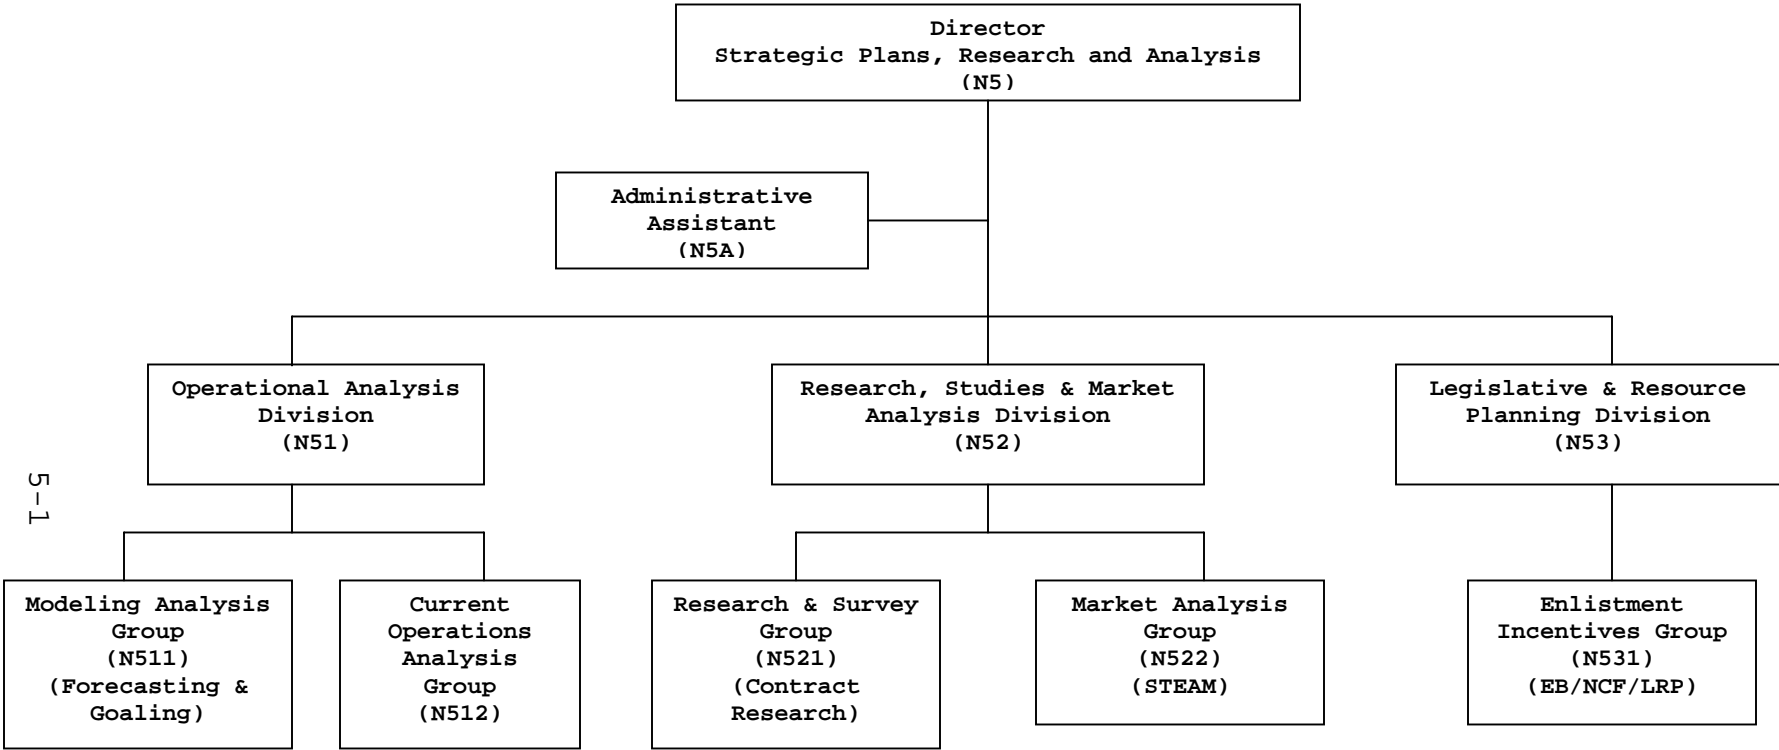 Director
Strategic Plans, Research and Analysis
(N5)
Administrative
Assistant
(N5A)
Operational Analysis
Division
(N51)
Research, Studies & Market
Analysis Division
(N52)
Legislative & Resource
Planning Division
(N53)
5-1
Modeling Analysis
Group
(N511)
(Forecasting &
Goaling)
Current
Operations
Analysis
Group
(N512)
Research & Survey
Group
(N521)
(Contract
Research)
Market Analysis
Group
(N522)
(STEAM)
Enlistment
Incentives Group
(N531)
(EB/NCF/LRP)